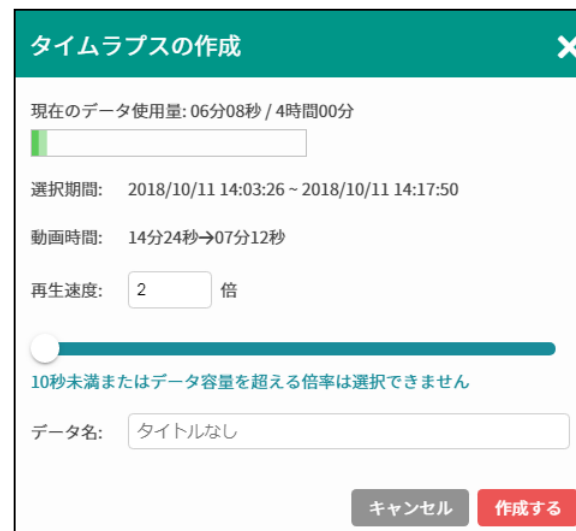 タイムラプスの作成
現在のデータ使用量: 06分08秒 / 4時間00分
選択期間: 2018/10/11 14:03:26 ~ 2018/10/11 14:17:50
動画時間: 14分24秒→07分12秒
再生速度: 2 倍
10秒未満またはデータ容量を超える倍率は選択できません
データ名: タイトルなし
キャンセル 作成する